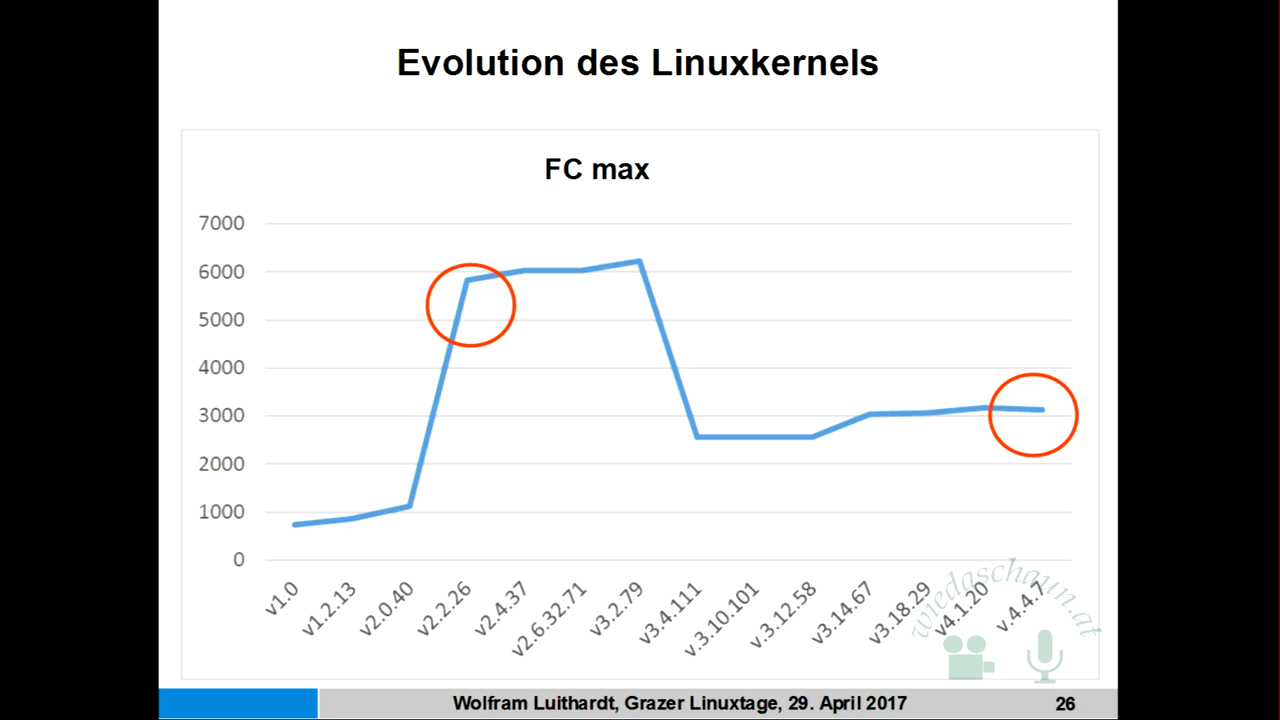 Evolution des Linuxkernels
FC max
7000
6000
5000
4000
3000
2000
1000
0
v1.0
v1.2.13
v2.0.40
v2.2.26
v2.4.37
v2.6.32.71
v3.2.79
v3.4.111
v.3.10.101
v.3.12.58
v3.14.67
v3.18.29
v4.1.20
v.4.4.7
wiedaschaun.at
Wolfram Luithardt, Grazer Linuxtage, 29. April 2017
26